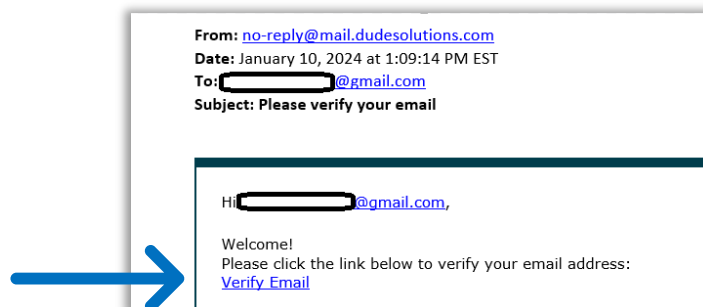 From: no-reply@mail.dudesolutions.com
Date: January 10, 2024 at 1:09:14 PM EST
To: @gmail.com
Subject: Please verify your email
Hi @gmail.com,
Welcome!
Please click the link below to verify your email address:
Verify Email